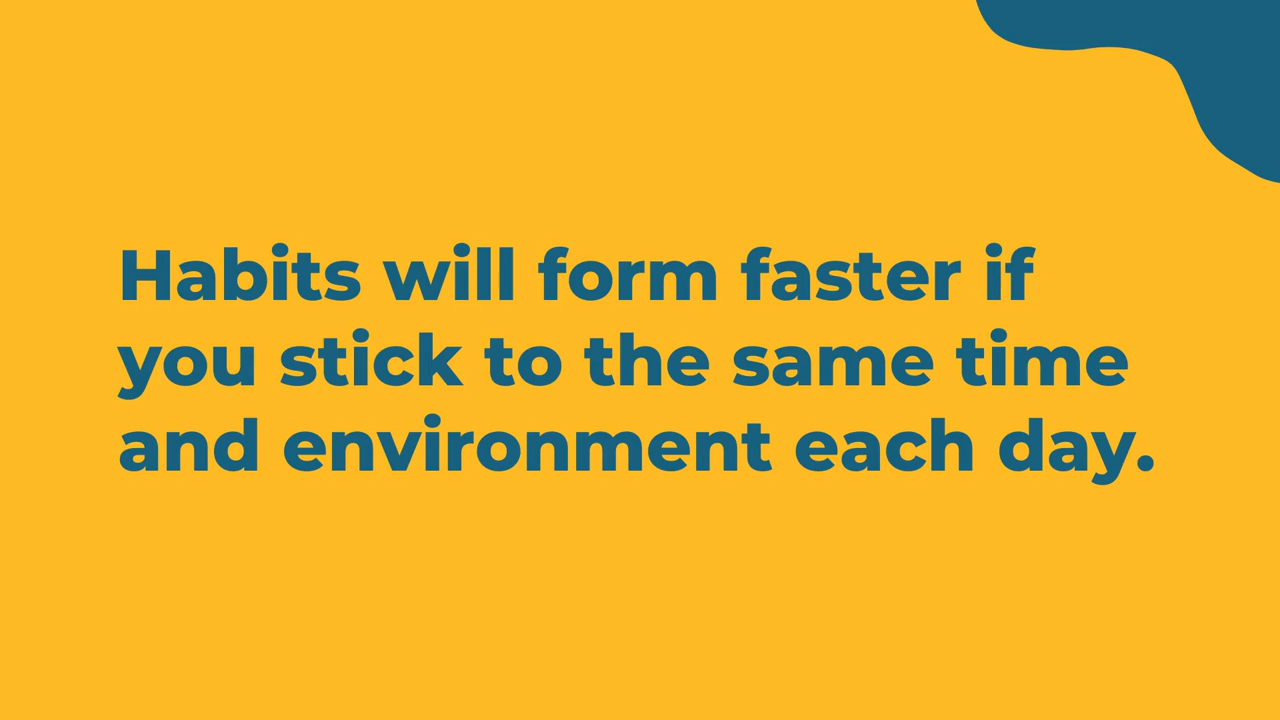 Habits will form faster if
you stick to the same time
and environment each day.